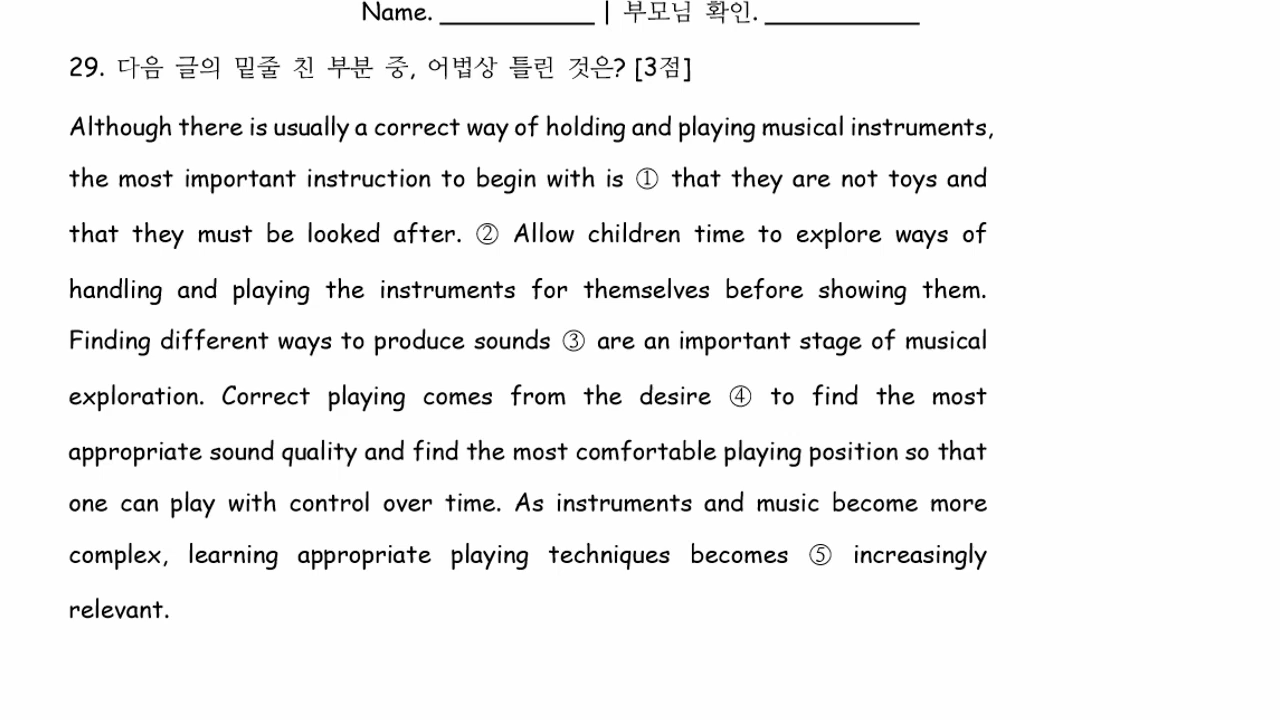 Name. ____________ | 부모님 확인. ____________
29. 다음 글의 밑줄 친 부분 중, 어법상 틀린 것은? [3점]
Although there is usually a correct way of holding and playing musical instruments,
the most important instruction to begin with is ① that they are not toys and
that they must be looked after. ② Allow children time to explore ways of
handling and playing the instruments for themselves before showing them.
Finding different ways to produce sounds ③ are an important stage of musical
exploration. Correct playing comes from the desire ④ to find the most
appropriate sound quality and find the most comfortable playing position so that
one can play with control over time. As instruments and music become more
complex, learning appropriate playing techniques becomes ⑤ increasingly
relevant.